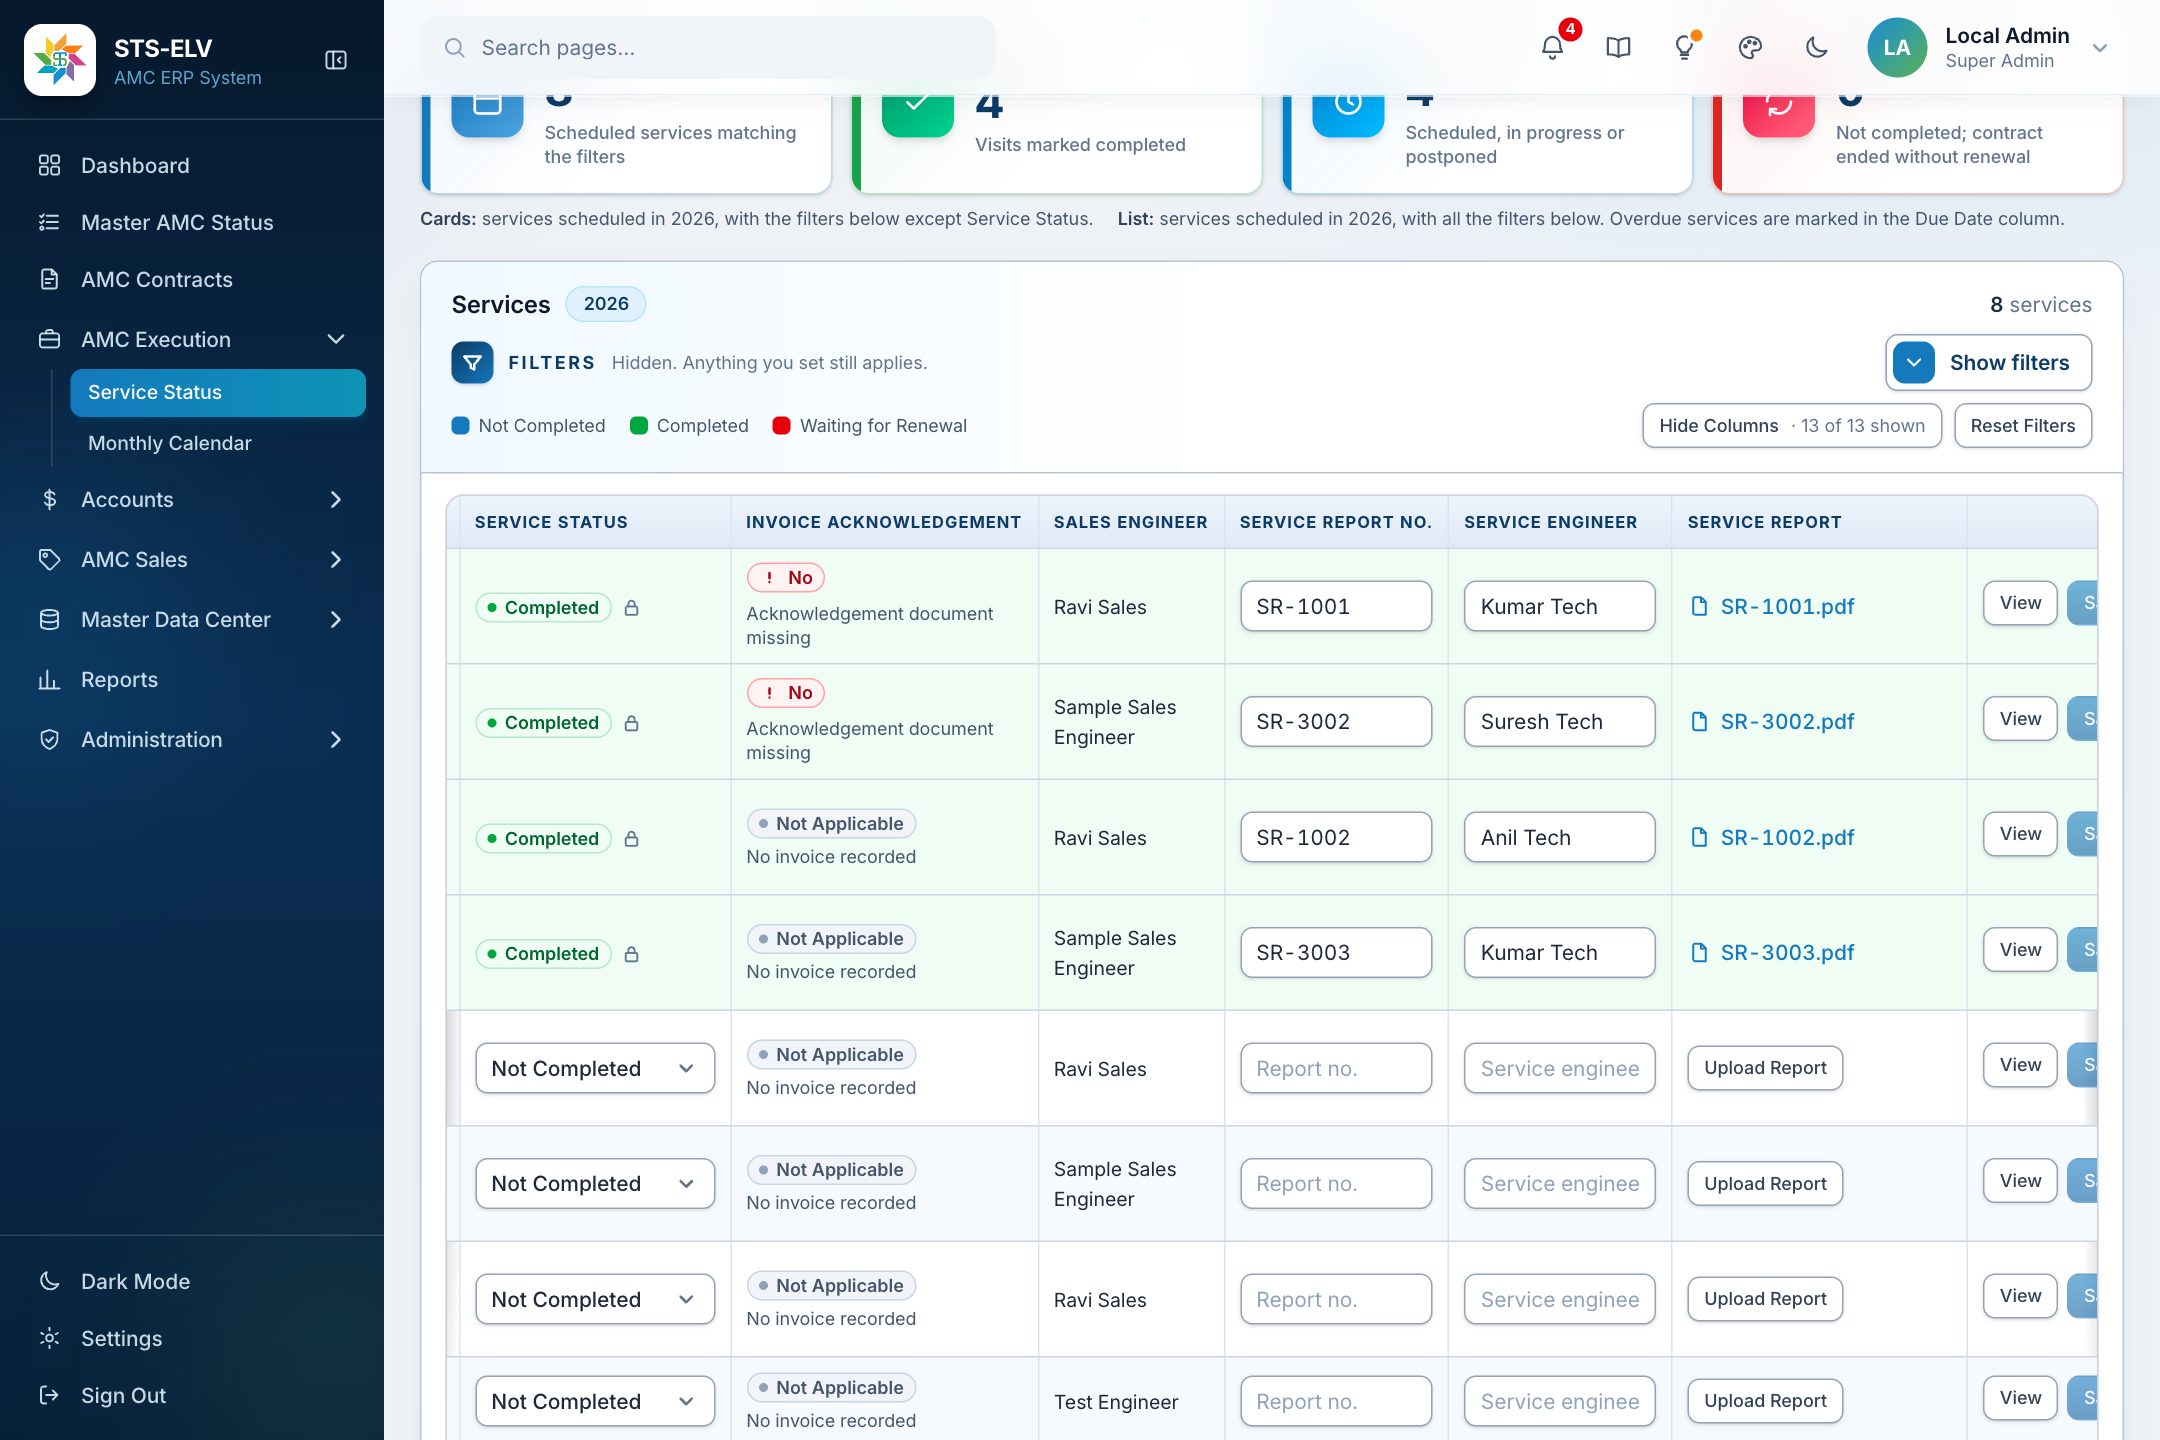 STS-ELV
AMC ERP System
Search pages...
4
LA
Local Admin
Super Admin
Dashboard
Master AMC Status
AMC Contracts
AMC Execution
Service Status
Monthly Calendar
Accounts
AMC Sales
Master Data Center
Reports
Administration
Dark Mode
Settings
Sign Out
Scheduled services matching
the filters
4
Visits marked completed
Scheduled, in progress or
postponed
Not completed; contract
ended without renewal
Cards: services scheduled in 2026, with the filters below except Service Status. List: services scheduled in 2026, with all the filters below. Overdue services are marked in the Due Date column.
Services 2026
8 services
FILTERS Hidden. Anything you set still applies.
Show filters
Not Completed Completed Waiting for Renewal
Hide Columns · 13 of 13 shown
Reset Filters
SERVICE STATUS INVOICE ACKNOWLEDGEMENT SALES ENGINEER SERVICE REPORT NO. SERVICE ENGINEER SERVICE REPORT
Completed ! No
Acknowledgement document
missing
Ravi Sales SR-1001 Kumar Tech SR-1001.pdf View
Completed ! No
Acknowledgement document
missing
Sample Sales
Engineer
SR-3002 Suresh Tech SR-3002.pdf View
Completed Not Applicable
No invoice recorded
Ravi Sales SR-1002 Anil Tech SR-1002.pdf View
Completed Not Applicable
No invoice recorded
Sample Sales
Engineer
SR-3003 Kumar Tech SR-3003.pdf View
Not Completed Not Applicable
No invoice recorded
Ravi Sales Report no. Service enginee Upload Report View
Not Completed Not Applicable
No invoice recorded
Sample Sales
Engineer
Report no. Service enginee Upload Report View
Not Completed Not Applicable
No invoice recorded
Ravi Sales Report no. Service enginee Upload Report View
Not Completed Not Applicable
No invoice recorded
Test Engineer Report no. Service enginee Upload Report View